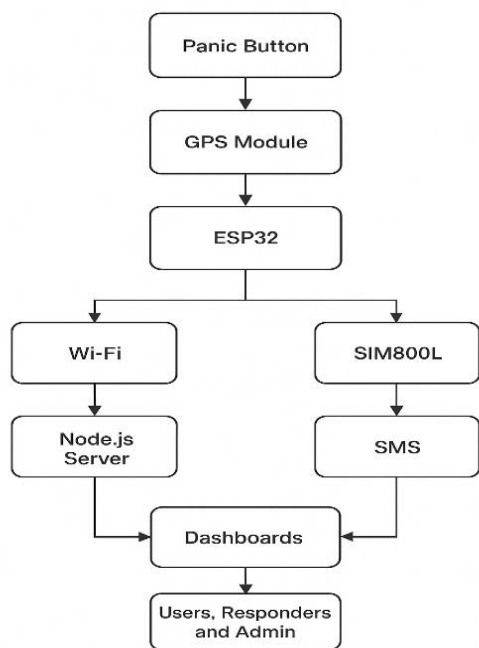 Panic Button
GPS Module
ESP32
Wi-Fi
SIM800L
Node.js
Server
SMS
Dashboards
Users, Responders
and Admin